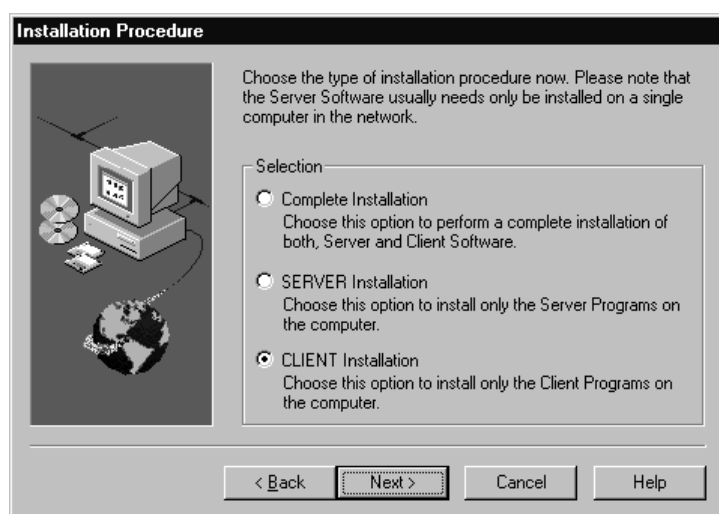 Installation Procedure
Choose the type of installation procedure now. Please note that
the Server Software usually needs only be installed on a single
computer in the network.
Selection
Complete Installation
Choose this option to perform a complete installation of
both, Server and Client Software.
SERVER Installation
Choose this option to install only the Server Programs on
the computer.
CLIENT Installation
Choose this option to install only the Client Programs on
the computer.
< Back Next > Cancel Help